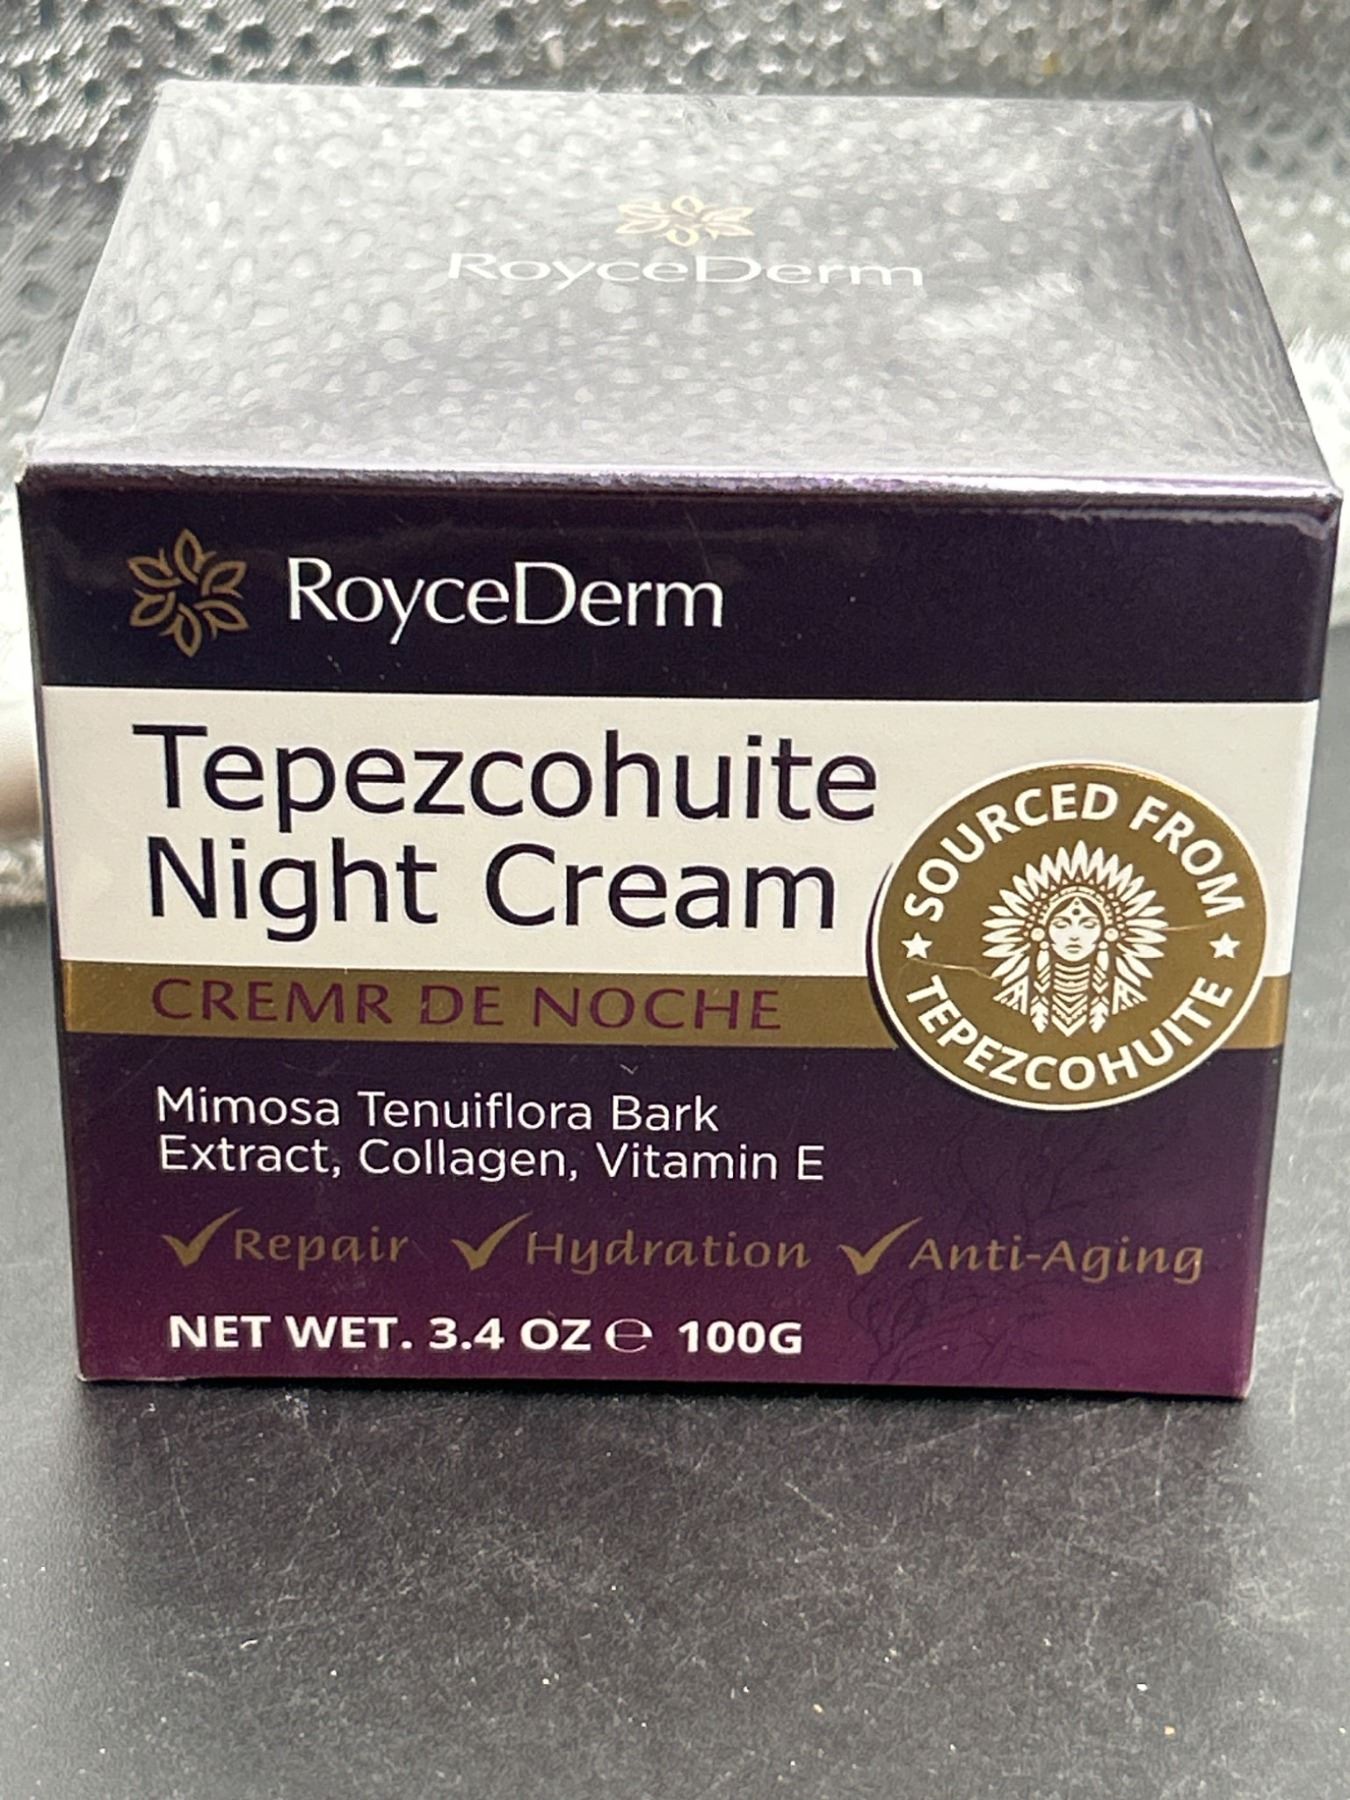 RoyceDerm
RoyceDerm
Tepezcohuite
Night Cream
SOURCED FROM
TEPEZCOHUITE
CREMR DE NOCHE
Mimosa Tenuiflora Bark
Extract, Collagen, Vitamin E
Repair Hydration Anti-Aging
NET WET. 3.4 OZ ℮ 100G